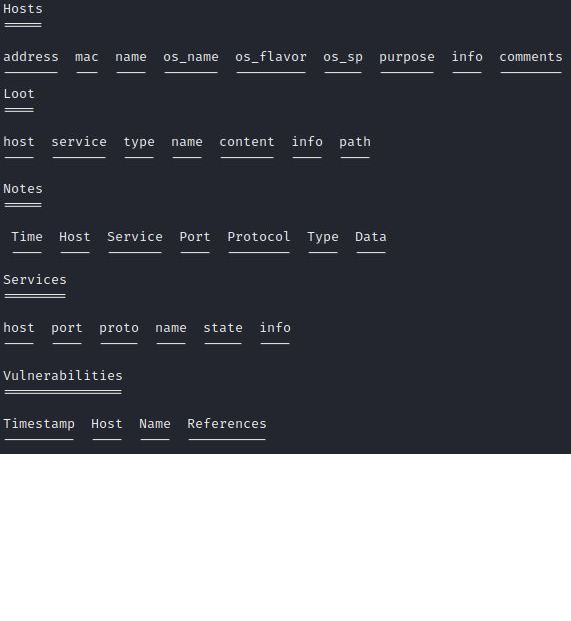 Hosts
=====
address  mac  name  os_name  os_flavor  os_sp  purpose  info  comments
-------  ---  ----  -------  ---------  -----  -------  ----  --------
Loot
====
host  service  type  name  content  info  path
----  -------  ----  ----  -------  ----  ----
Notes
=====
 Time  Host  Service  Port  Protocol  Type  Data
 ----  ----  -------  ----  --------  ----  ----
Services
========
host  port  proto  name  state  info
----  ----  -----  ----  -----  ----
Vulnerabilities
===============
Timestamp  Host  Name  References
---------  ----  ----  ----------